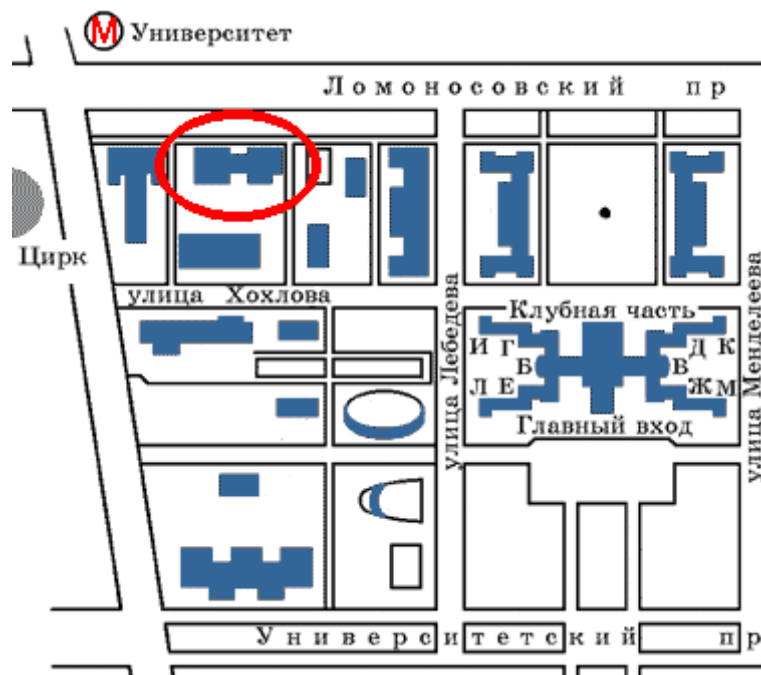 М Университет
Ломоносовский пр
Цирк
улица Хохлова
улица Лебедева
улица Менделеева
Клубная часть
И Г Д К
Б В
Л Е Ж М
Главный вход
Университетский пр